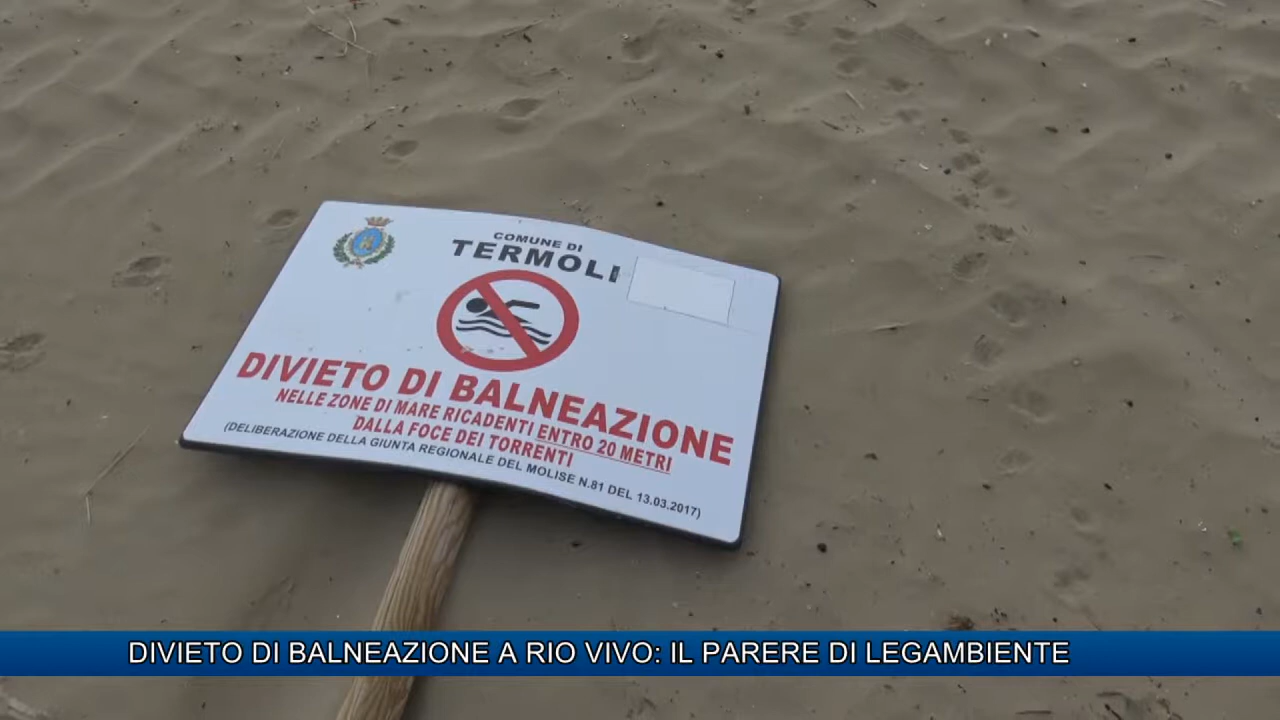 COMUNE DI
TERMOLI
DIVIETO DI BALNEAZIONE
NELLE ZONE DI MARE RICADENTI ENTRO 20 METRI
DALLA FOCE DEI TORRENTI
(DELIBERAZIONE DELLA GIUNTA REGIONALE DEL MOLISE N.81 DEL 13.03.2017)
DIVIETO DI BALNEAZIONE A RIO VIVO: IL PARERE DI LEGAMBIENTE